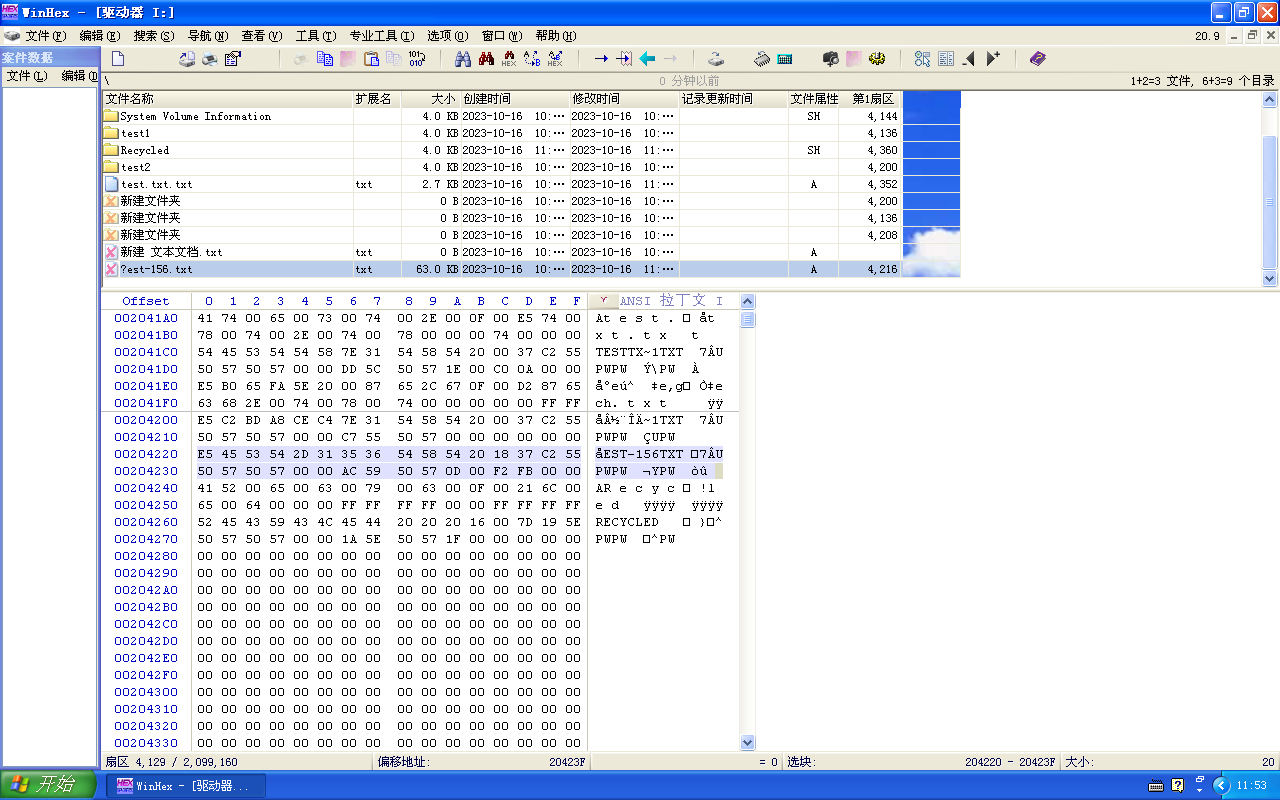 WinHex - [驱动器 I:]
文件(F) 编辑(E) 搜索(S) 导航(N) 查看(V) 工具(T) 专业工具(I) 选项(O) 窗口(W) 帮助(H) 20.9
案件数据
文件(L) 编辑(D
\ 0 分钟以前 1+2=3 文件, 6+3=9 个目录
文件名称 扩展名 大小 创建时间 修改时间 记录更新时间 文件属性 第1扇区
System Volume Information 4.0 KB 2023-10-16 10:… 2023-10-16 10:… SH 4,144
test1 4.0 KB 2023-10-16 10:… 2023-10-16 10:… 4,136
Recycled 4.0 KB 2023-10-16 11:… 2023-10-16 11:… SH 4,360
test2 4.0 KB 2023-10-16 10:… 2023-10-16 10:… 4,200
test.txt.txt txt 2.7 KB 2023-10-16 10:… 2023-10-16 11:… A 4,352
新建文件夹 0 B 2023-10-16 10:… 2023-10-16 10:… 4,200
新建文件夹 0 B 2023-10-16 10:… 2023-10-16 10:… 4,136
新建文件夹 0 B 2023-10-16 10:… 2023-10-16 10:… 4,208
新建 文本文档.txt txt 0 B 2023-10-16 10:… 2023-10-16 10:… A
?est-156.txt txt 63.0 KB 2023-10-16 10:… 2023-10-16 11:… A 4,216
Offset 0 1 2 3 4 5 6 7 8 9 A B C D E F ANSI 拉丁文 I
002041A0 41 74 00 65 00 73 00 74 00 2E 00 0F 00 E5 74 00 At e s t . □ åt
002041B0 78 00 74 00 2E 00 74 00 78 00 00 00 74 00 00 00 x t . t x t
002041C0 54 45 53 54 54 58 7E 31 54 58 54 20 00 37 C2 55 TESTTX~1TXT 7ÂU
002041D0 50 57 50 57 00 00 DD 5C 50 57 1E 00 C0 0A 00 00 PWPW Ý\PW À
002041E0 E5 B0 65 FA 5E 20 00 87 65 2C 67 0F 00 D2 87 65 å°eú^ ‡e,g□ Ò‡e
002041F0 63 68 2E 00 74 00 78 00 74 00 00 00 00 00 FF FF ch. t x t ÿÿ
00204200 E5 C2 BD A8 CE C4 7E 31 54 58 54 20 00 37 C2 55 åÂ½¨ÎÄ~1TXT 7ÂU
00204210 50 57 50 57 00 00 C7 55 50 57 00 00 00 00 00 00 PWPW ÇUPW
00204220 E5 45 53 54 2D 31 35 36 54 58 54 20 18 37 C2 55 åEST-156TXT □7ÂU
00204230 50 57 50 57 00 00 AC 59 50 57 0D 00 F2 FB 00 00 PWPW ¬YPW òû
00204240 41 52 00 65 00 63 00 79 00 63 00 0F 00 21 6C 00 AR e c y c □ !l
00204250 65 00 64 00 00 00 FF FF FF FF 00 00 FF FF FF FF e d ÿÿÿÿ ÿÿÿÿ
00204260 52 45 43 59 43 4C 45 44 20 20 20 16 00 7D 19 5E RECYCLED □ }□^
00204270 50 57 50 57 00 00 1A 5E 50 57 1F 00 00 00 00 00 PWPW □^PW
00204280 00 00 00 00 00 00 00 00 00 00 00 00 00 00 00 00
00204290 00 00 00 00 00 00 00 00 00 00 00 00 00 00 00 00
002042A0 00 00 00 00 00 00 00 00 00 00 00 00 00 00 00 00
002042B0 00 00 00 00 00 00 00 00 00 00 00 00 00 00 00 00
002042C0 00 00 00 00 00 00 00 00 00 00 00 00 00 00 00 00
002042D0 00 00 00 00 00 00 00 00 00 00 00 00 00 00 00 00
002042E0 00 00 00 00 00 00 00 00 00 00 00 00 00 00 00 00
002042F0 00 00 00 00 00 00 00 00 00 00 00 00 00 00 00 00
00204300 00 00 00 00 00 00 00 00 00 00 00 00 00 00 00 00
00204310 00 00 00 00 00 00 00 00 00 00 00 00 00 00 00 00
00204320 00 00 00 00 00 00 00 00 00 00 00 00 00 00 00 00
00204330 00 00 00 00 00 00 00 00 00 00 00 00 00 00 00 00
扇区 4,129 / 2,099,160 偏移地址: 20423F = 0 选块: 204220 - 20423F 大小: 20
开始 WinHex - [驱动器... 11:53